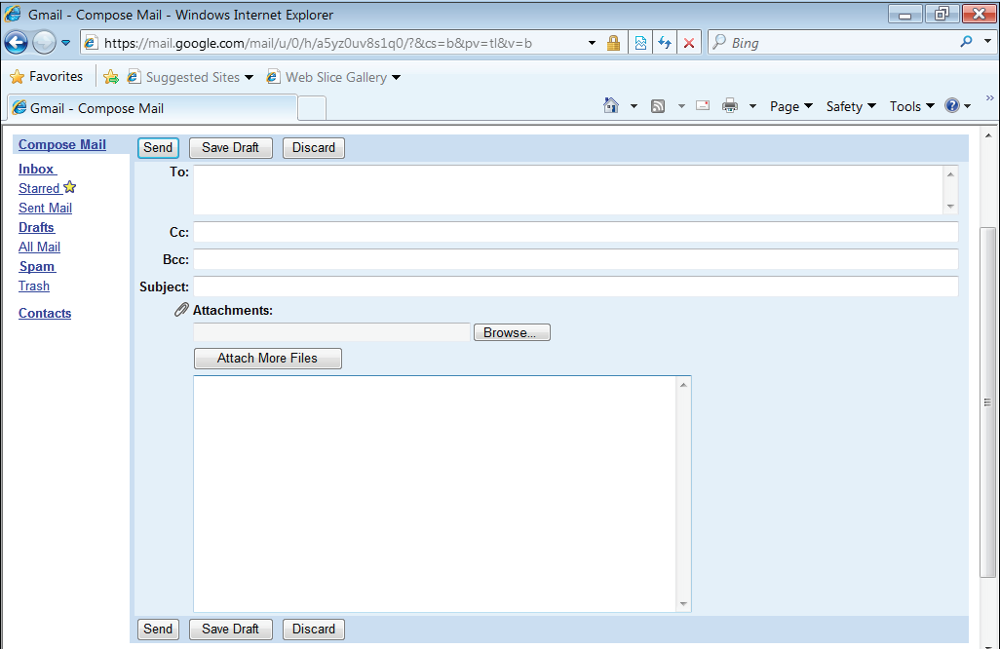 Gmail - Compose Mail - Windows Internet Explorer
https://mail.google.com/mail/u/0/h/a5yz0uv8s1q0/?&cs=b&pv=tl&v=b
Bing
Favorites
Suggested Sites
Web Slice Gallery
Gmail - Compose Mail
Page
Safety
Tools
Compose Mail
Inbox
Starred
Sent Mail
Drafts
All Mail
Spam
Trash
Contacts
Send Save Draft Discard
To:
Cc:
Bcc:
Subject:
Attachments:
Browse...
Attach More Files
Send Save Draft Discard